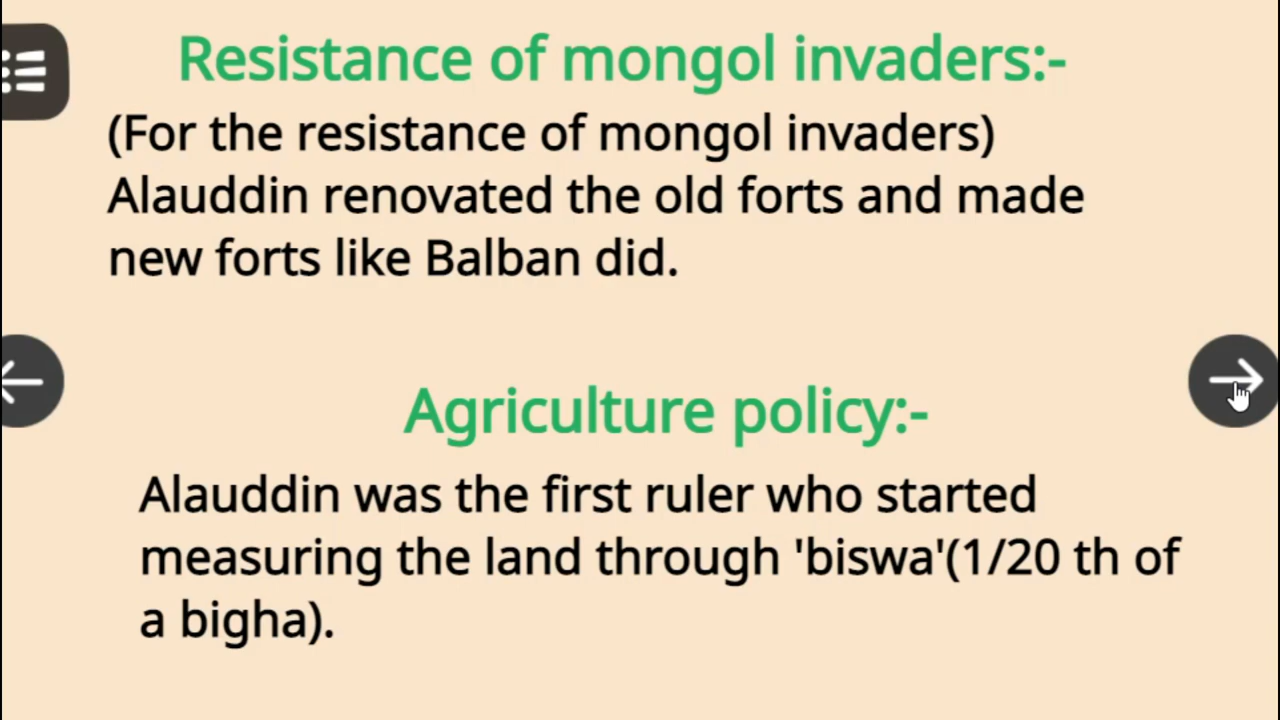 Resistance of mongol invaders:-
(For the resistance of mongol invaders)
Alauddin renovated the old forts and made
new forts like Balban did.
Agriculture policy:-
Alauddin was the first ruler who started
measuring the land through 'biswa'(1/20 th of
a bigha).